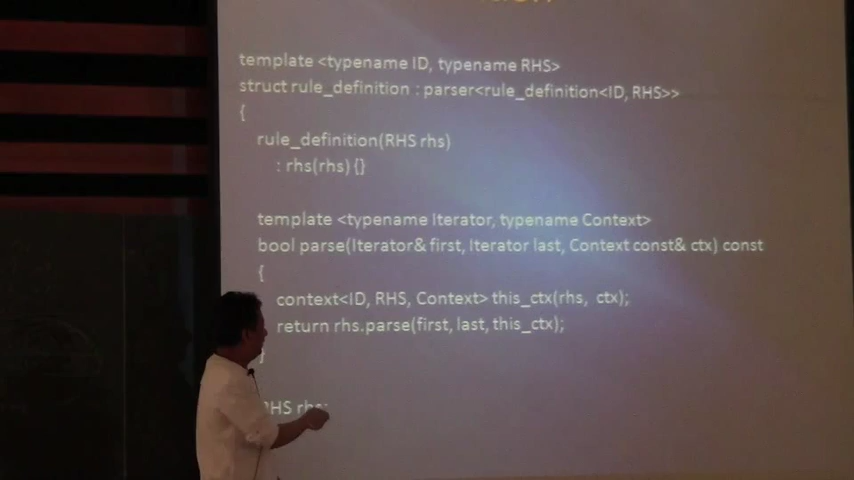 template <typename ID, typename RHS>
struct rule_definition : parser<rule_definition<ID, RHS>>
{
rule_definition(RHS rhs)
: rhs(rhs) {}
template <typename Iterator, typename Context>
bool parse(Iterator& first, Iterator last, Context const& ctx) const
{
context<ID, RHS, Context> this_ctx(rhs, ctx);
return rhs.parse(first, last, this_ctx);
}
RHS rhs;